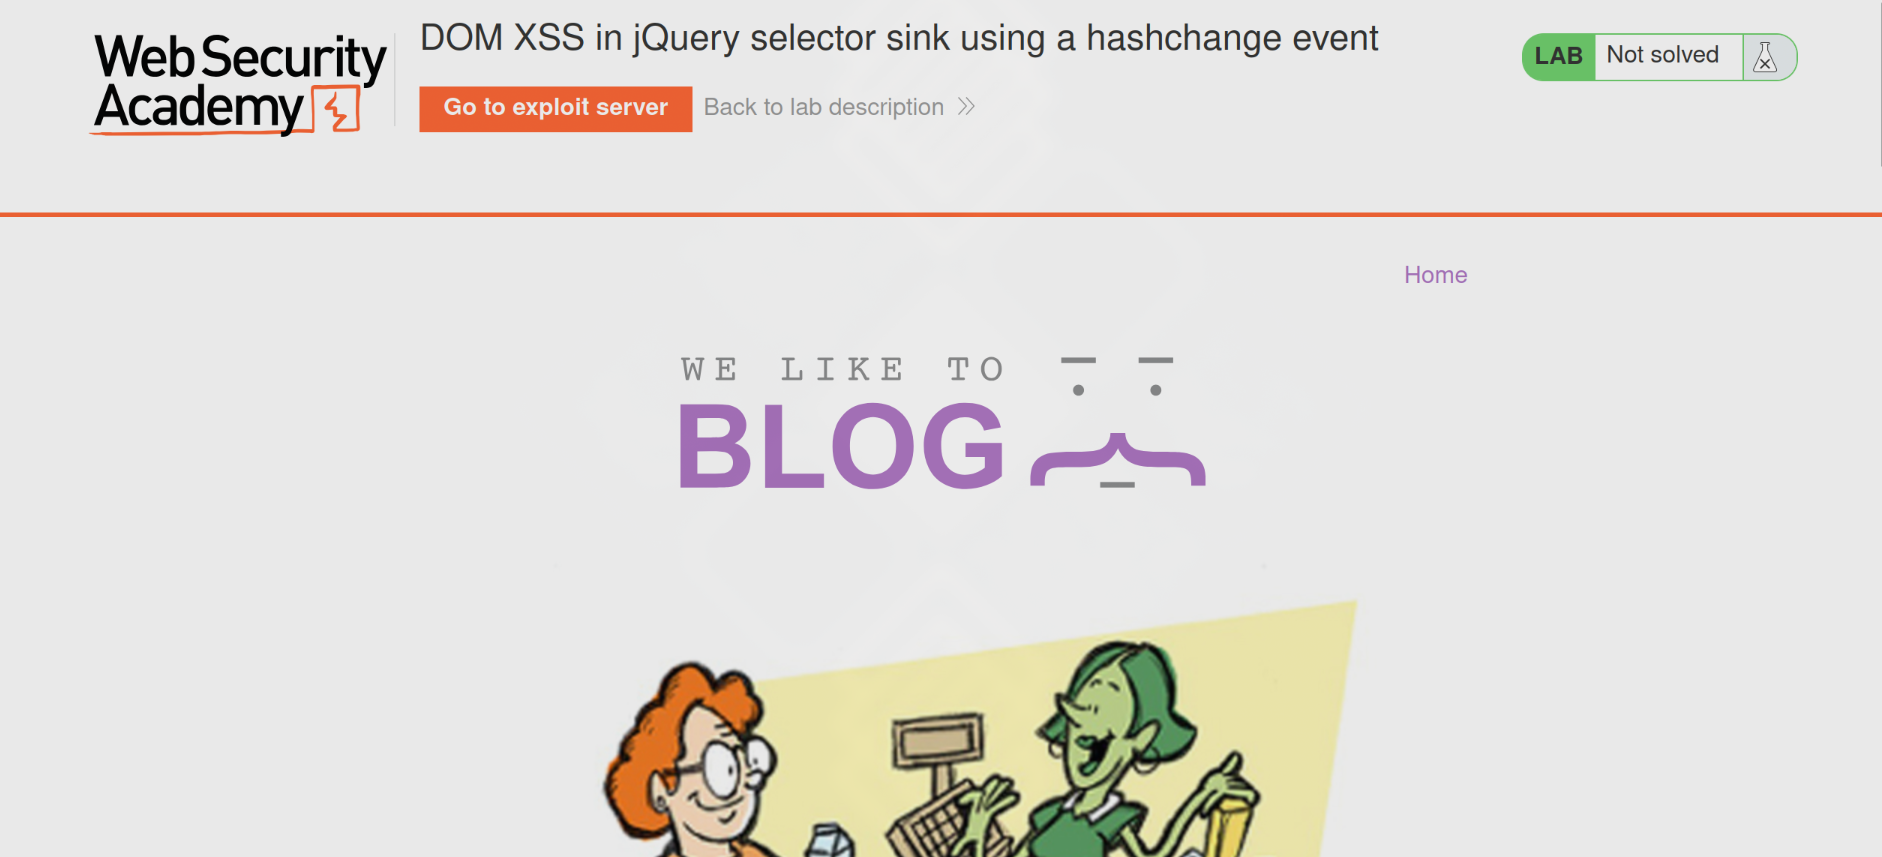 Web Security
Academy
DOM XSS in jQuery selector sink using a hashchange event
Go to exploit server
Back to lab description
LAB
Not solved
Home
WE LIKE TO
BLOG